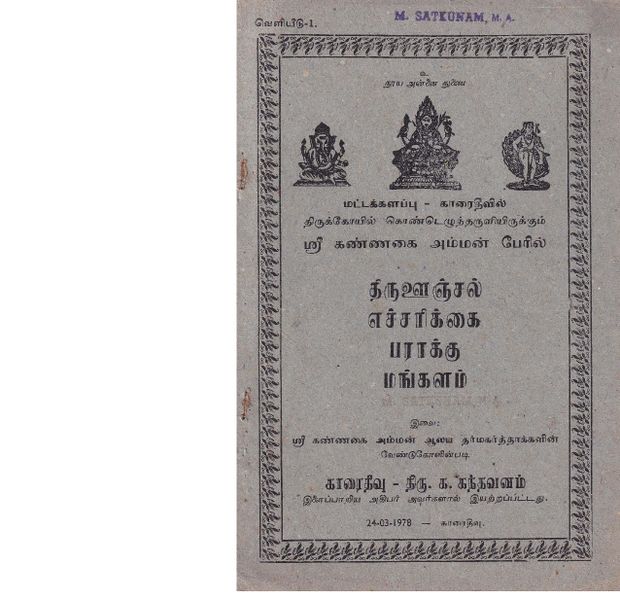 வெளியீடு-1.
M. SATKUNAM, M. A.
உ
தூய அன்னை துணை
மட்டக்களப்பு - காரைதீவில்
திருக்கோயில் கொண்டெழுந்தருளியிருக்கும்
ஸ்ரீ கண்ணகை அம்மன் பேரில்
திருஊஞ்சல்
எச்சரிக்கை
பராக்கு
மங்களம்
இவை:
ஸ்ரீ கண்ணகை அம்மன் ஆலய தர்மகர்த்தாக்களின்
வேண்டுகோளின்படி
காரைதீவு - திரு. க. கந்தவனம்
இளைப்பாறிய அதிபர் அவர்களால் இயற்றப்பட்டது.
24-03-1978 — காரைதீவு.